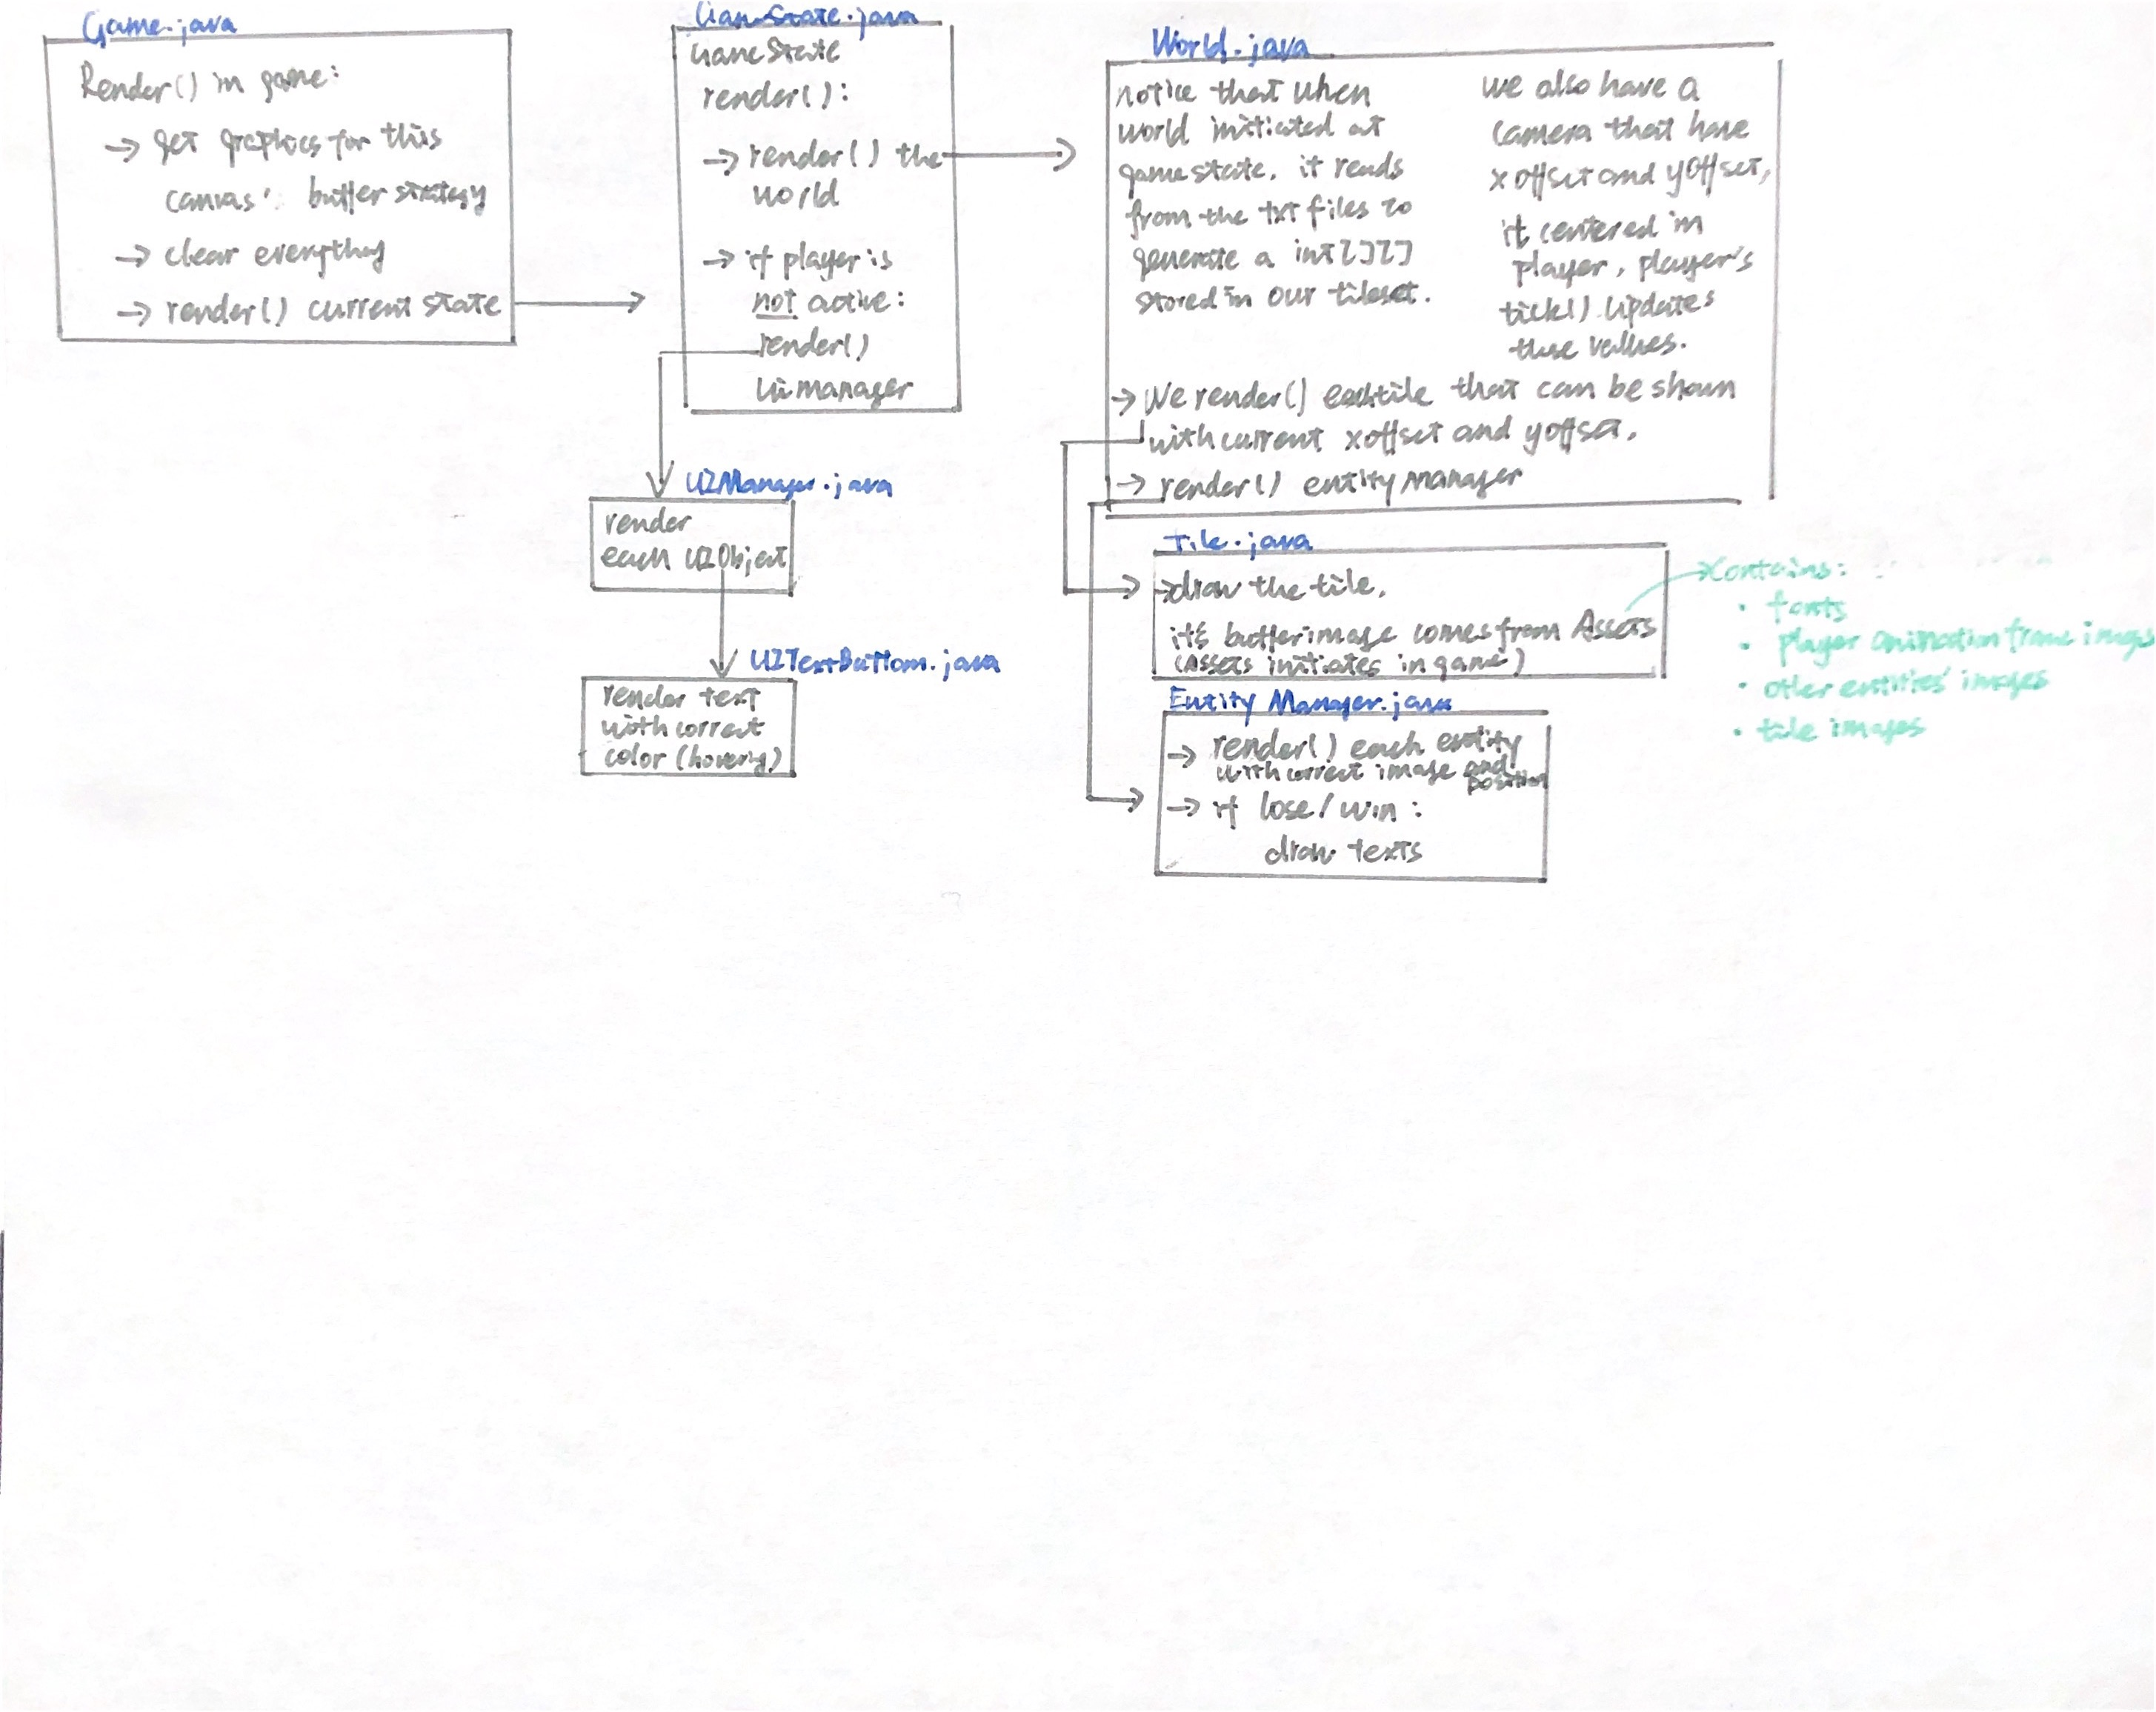 Game.java
Render() in game:
→ get graphics for this
canvas' buffer strategy
→ clear everything
→ render() current state
GameState.java
GameState
render():
→ render() the
world
→ if player is
not active:
render()
uimanager
UIManager.java
render
each UIObject
UITextButtom.java
render text
with correct
color (hovering)
World.java
notice that when
world initiated at
gamestate, it reads
from the txt files to
generate a int[][]
stored in our tileset.
we also have a
camera that have
xoffset and yoffset,
it centered in
player, player's
tick() updates
these values.
→ We render() each tile that can be shown
with current xoffset and yoffset.
→ render() entity manager
Tile.java
→ draw the tile,
it's bufferimage comes from Assets
(Assets initiates in game)
Contains:
• fonts
• player animation frame images
• other entities' images
• tile images
Entity Manager.java
→ render() each entity
with correct image and
position
→ if lose/win:
draw texts